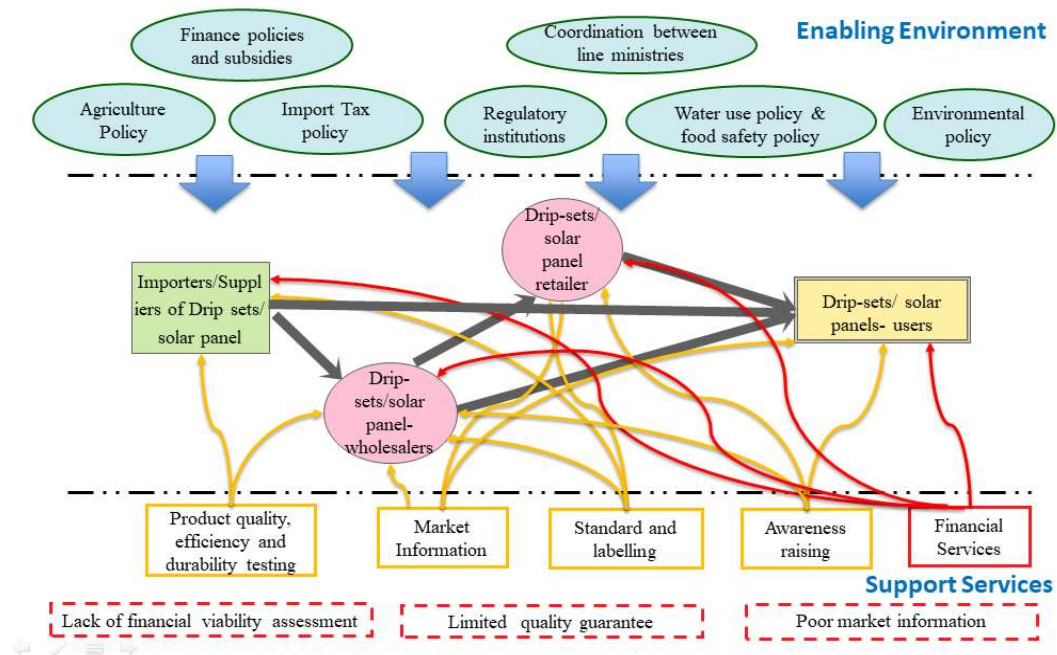 Enabling Environment
Finance policies
and subsidies
Coordination between
line ministries
Agriculture
Policy
Import Tax
policy
Regulatory
institutions
Water use policy &
food safety policy
Environmental
policy
Drip-sets/
solar
panel
retailer
Importers/Suppl
iers of Drip sets/
solar panel
Drip-sets/ solar
panels- users
Drip-
sets/solar
panel-
wholesalers
Product quality,
efficiency and
durability testing
Market
Information
Standard and
labelling
Awareness
raising
Financial
Services
Support Services
Lack of financial viability assessment
Limited quality guarantee
Poor market information